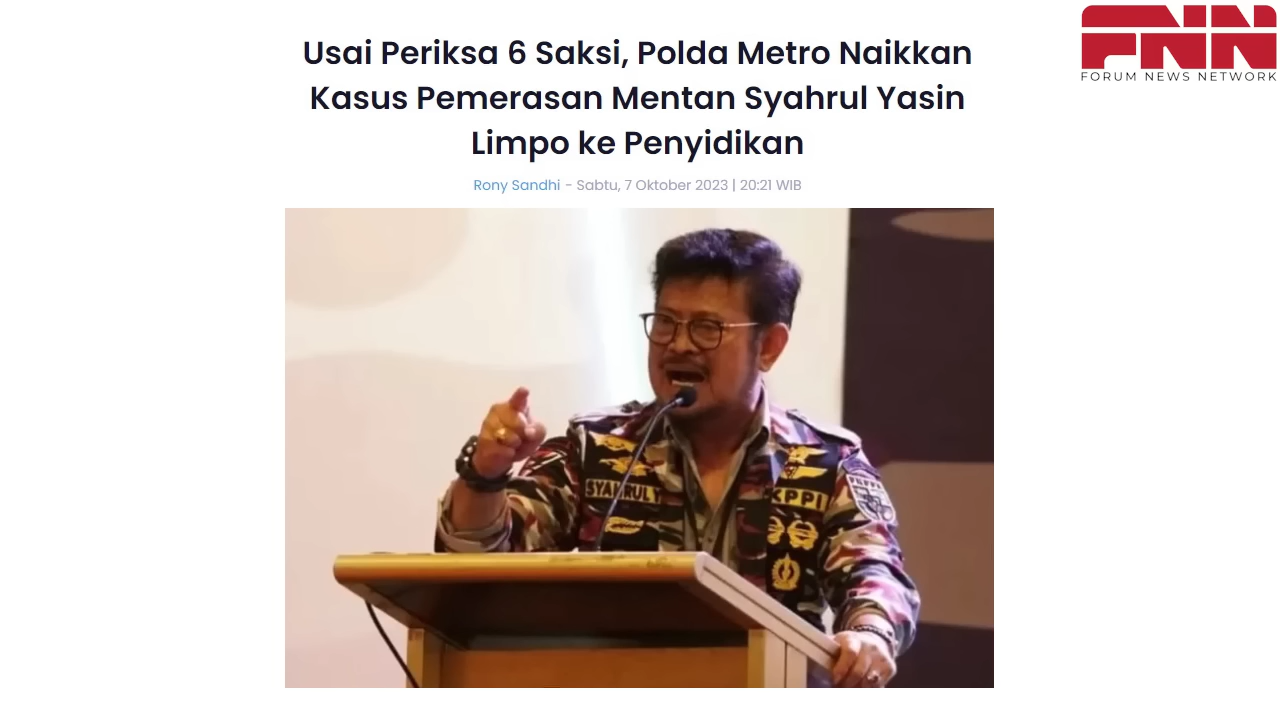 FNN
FORUM NEWS NETWORK
Usai Periksa 6 Saksi, Polda Metro Naikkan
Kasus Pemerasan Mentan Syahrul Yasin
Limpo ke Penyidikan
Rony Sandhi - Sabtu, 7 Oktober 2023 | 20:21 WIB
SYAHRUL Y
KPPI